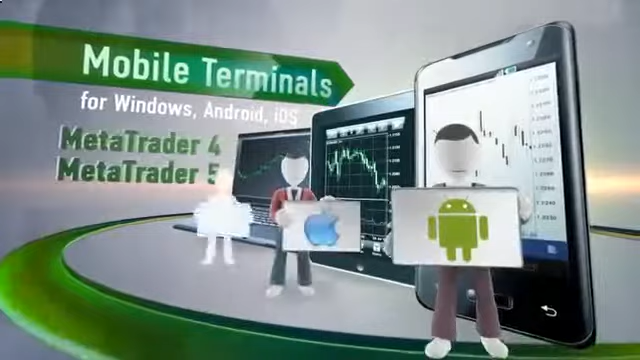 Mobile Terminals
for Windows, Android, iOS
MetaTrader 4
MetaTrader 5